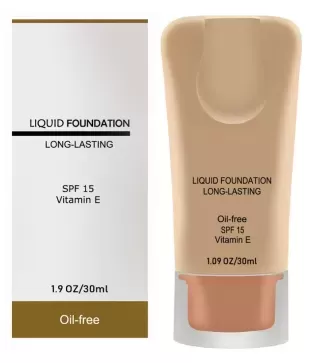 LIQUID FOUNDATION
LONG-LASTING
SPF 15
Vitamin E
1.9 OZ/30ml
Oil-free
LIQUID FOUNDATION
LONG-LASTING
Oil-free
SPF 15
Vitamin E
1.09 OZ/30ml